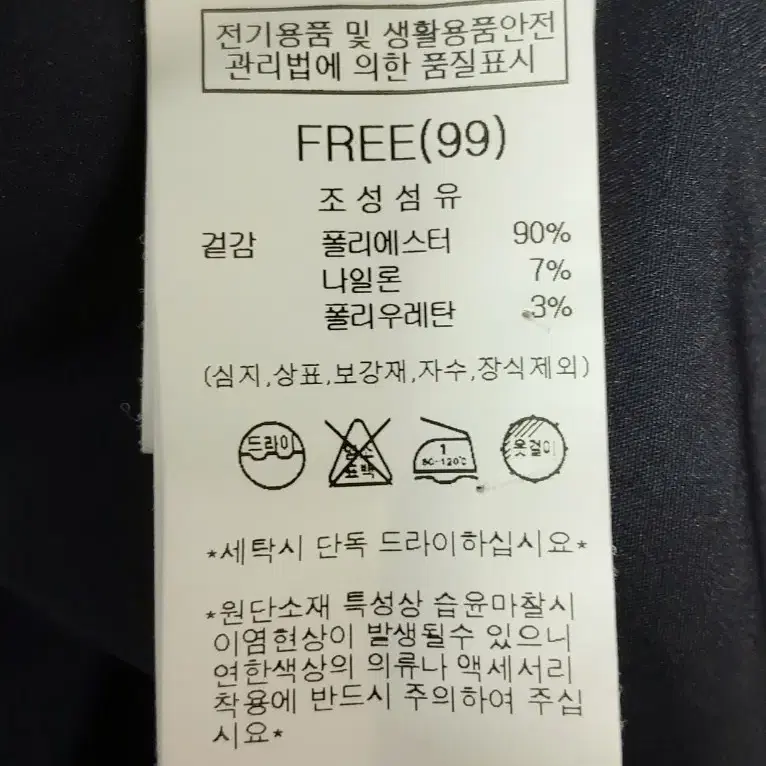 전기용품 및 생활용품안전
관리법에 의한 품질표시
FREE(99)
조성섬유
겉감 폴리에스터 90%
나일론 7%
폴리우레탄 3%
(심지,상표,보강재,자수,장식제외)
드라이 염소 표백 1 80~120℃ 옷걸이
*세탁시 단독 드라이하십시요*
*원단소재 특성상 습윤마찰시
이염현상이 발생될수 있으니
연한색상의 의류나 액세서리
착용에 반드시 주의하여 주십
시요*